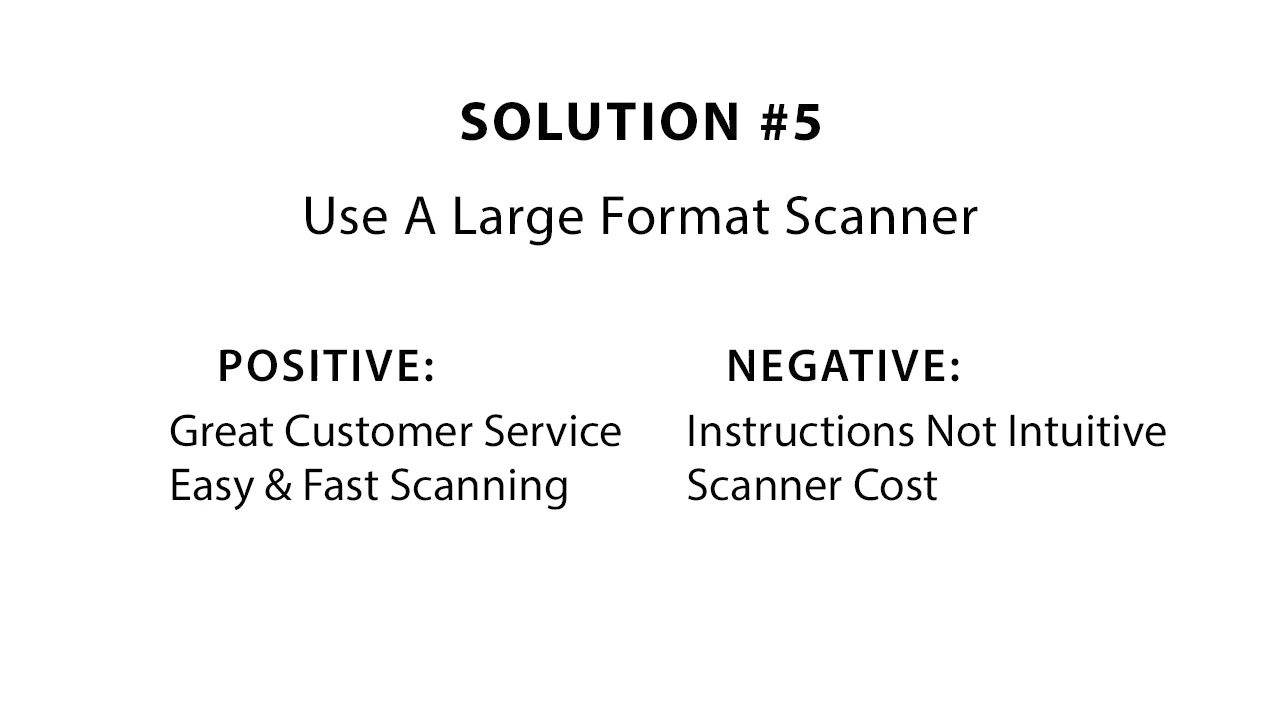 SOLUTION #5
Use A Large Format Scanner
POSITIVE:
Great Customer Service
Easy & Fast Scanning
NEGATIVE:
Instructions Not Intuitive
Scanner Cost